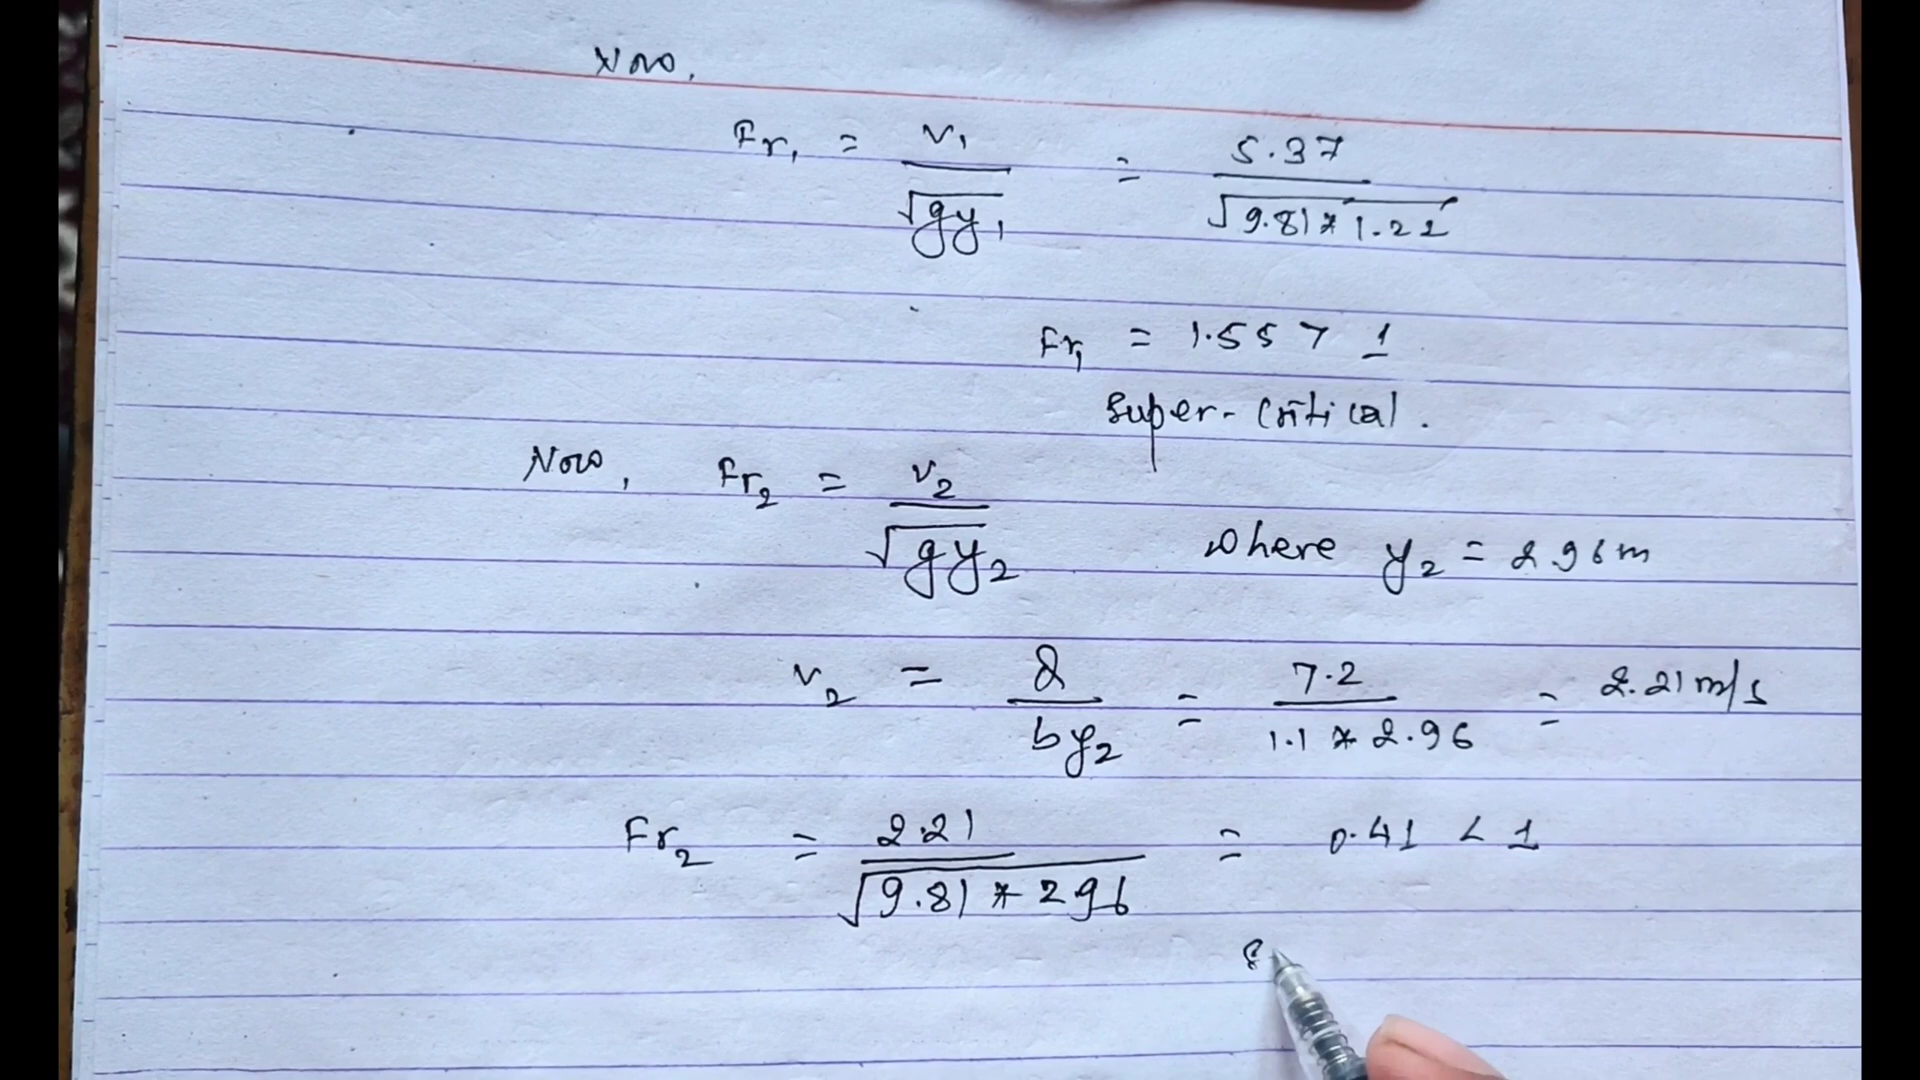 Now,
Fr₁ = v₁ / √gy₁ = 5.37 / √9.81 * 1.22
Fr₁ = 1.55 > 1
Super-critical.
Now, Fr₂ = v₂ / √gy₂ where y₂ = 2.96m
v₂ = Q / by₂ = 7.2 / 1.1 * 2.96 = 2.21 m/s
Fr₂ = 2.21 / √9.81 * 2.96 = 0.41 < 1